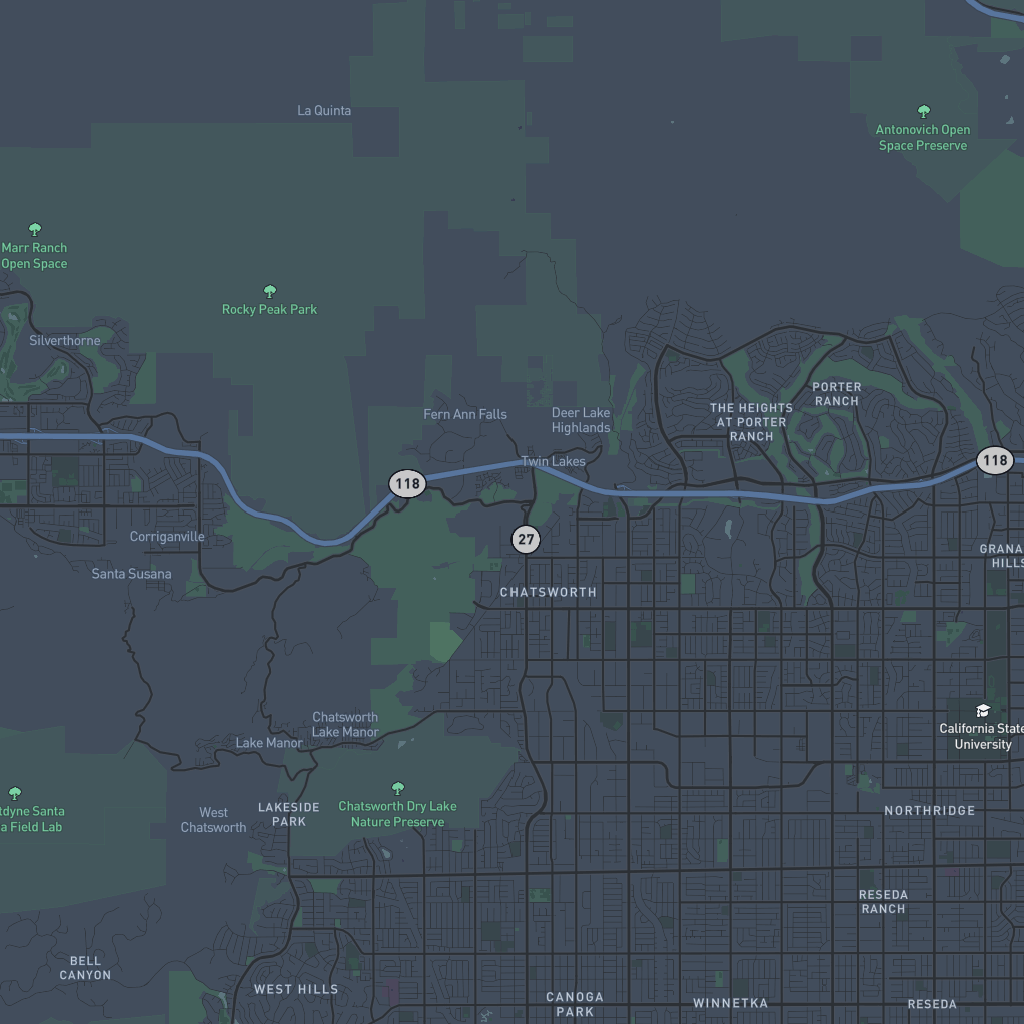 La Quinta
Antonovich Open
Space Preserve
Marr Ranch
Open Space
Rocky Peak Park
Silverthorne
PORTER
RANCH
THE HEIGHTS
AT PORTER
RANCH
Fern Ann Falls
Deer Lake
Highlands
Twin Lakes
118
118
27
Corriganville
GRANA
HILLS
Santa Susana
CHATSWORTH
Chatsworth
Lake Manor
Lake Manor
California State
University
tdyne Santa
a Field Lab
LAKESIDE
PARK
Chatsworth Dry Lake
Nature Preserve
West
Chatsworth
NORTHRIDGE
RESEDA
RANCH
BELL
CANYON
WEST HILLS
CANOGA
PARK
WINNETKA
RESEDA